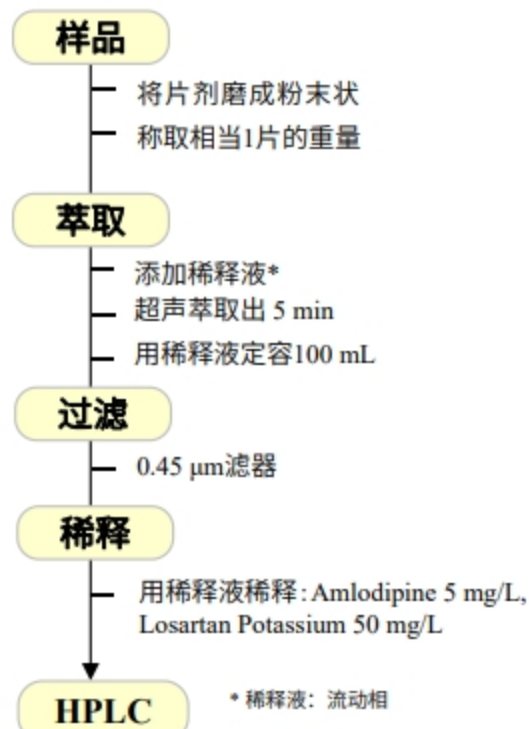 样品
将片剂磨成粉末状
称取相当1片的重量
萃取
添加稀释液*
超声萃取出 5 min
用稀释液定容100 mL
过滤
0.45 μm滤器
稀释
用稀释液稀释: Amlodipine 5 mg/L,
Losartan Potassium 50 mg/L
* 稀释液：流动相
HPLC